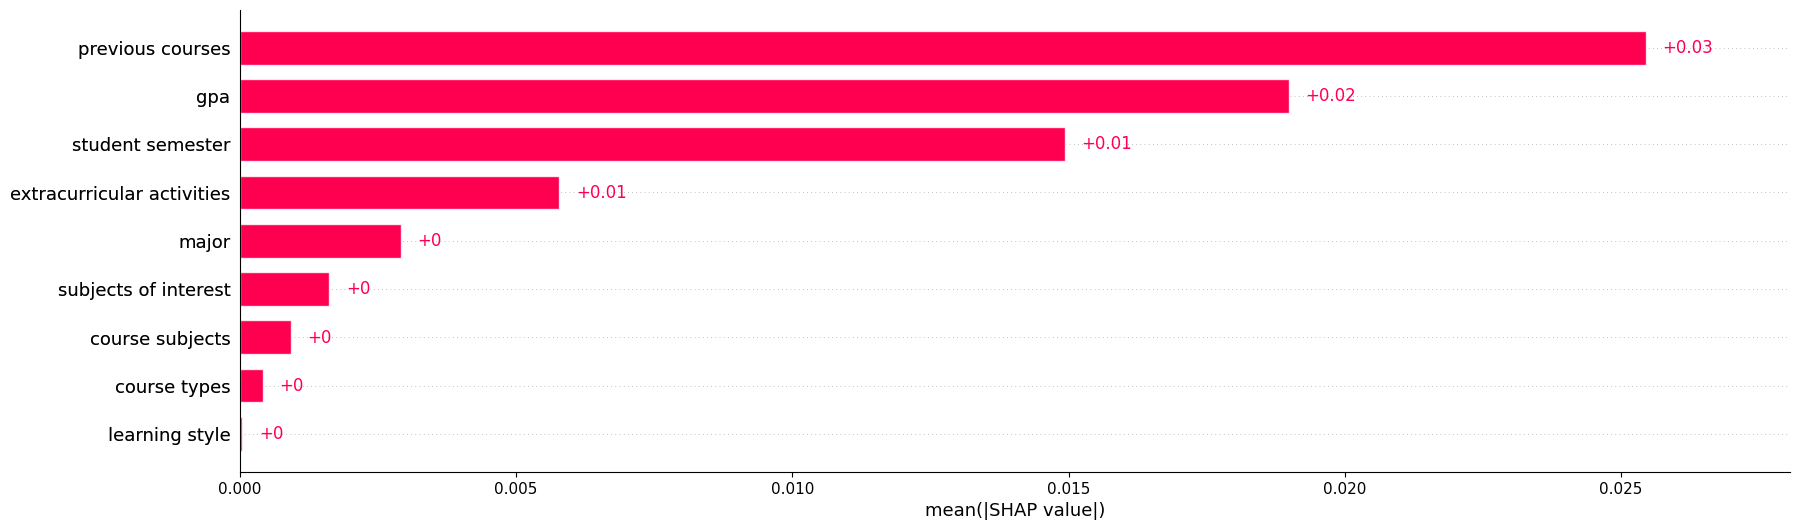 previous courses +0.03
gpa +0.02
student semester +0.01
extracurricular activities +0.01
major +0
subjects of interest +0
course subjects +0
course types +0
learning style +0
0.000 0.005 0.010 0.015 0.020 0.025
mean(|SHAP value|)